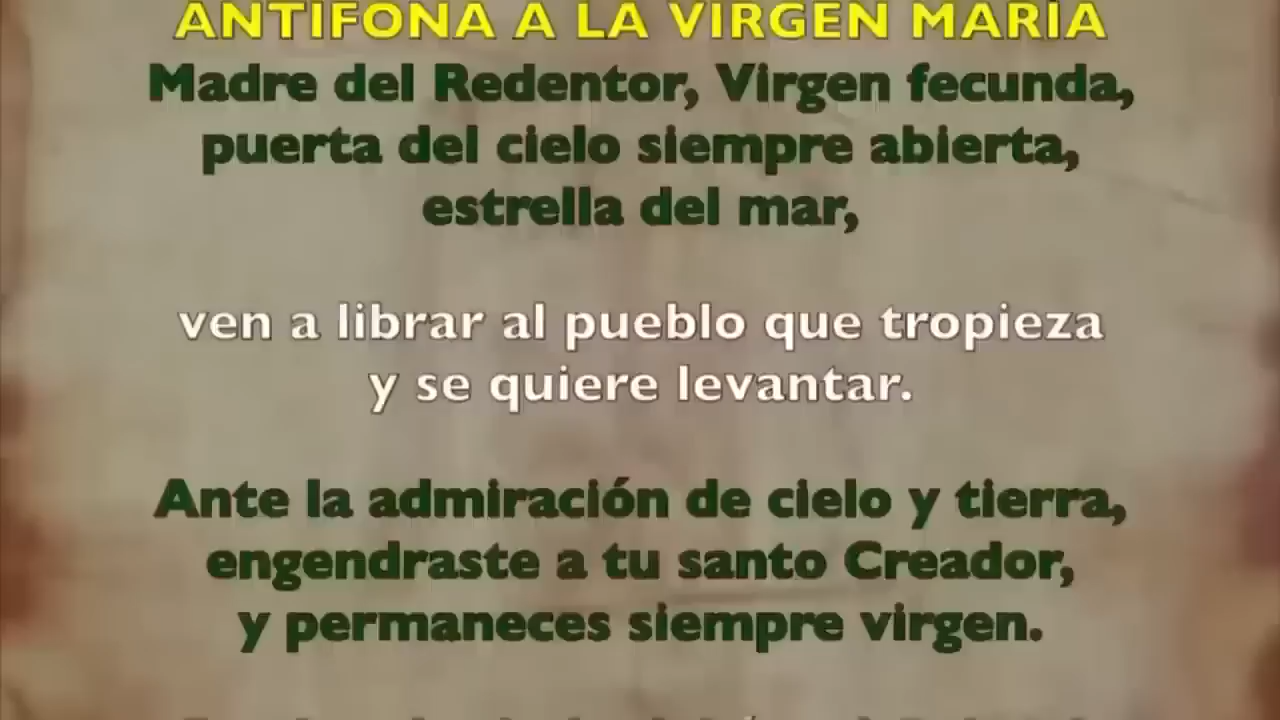 ANTIFONA A LA VIRGEN MARÍA
Madre del Redentor, Virgen fecunda,
puerta del cielo siempre abierta,
estrella del mar,
ven a librar al pueblo que tropieza
y se quiere levantar.
Ante la admiración de cielo y tierra,
engendraste a tu santo Creador,
y permaneces siempre virgen.